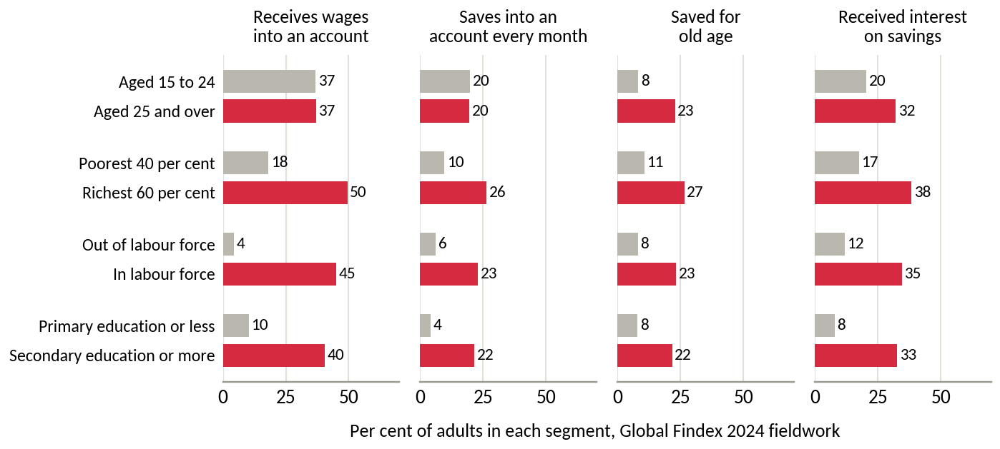 Receives wages
into an account
Saves into an
account every month
Saved for
old age
Received interest
on savings
Aged 15 to 24
37
20
8
20
Aged 25 and over
37
20
23
32
Poorest 40 per cent
18
10
11
17
Richest 60 per cent
50
26
27
38
Out of labour force
4
6
8
12
In labour force
45
23
23
35
Primary education or less
10
4
8
8
Secondary education or more
40
22
22
33
0 25 50
0 25 50
0 25 50
0 25 50
Per cent of adults in each segment, Global Findex 2024 fieldwork